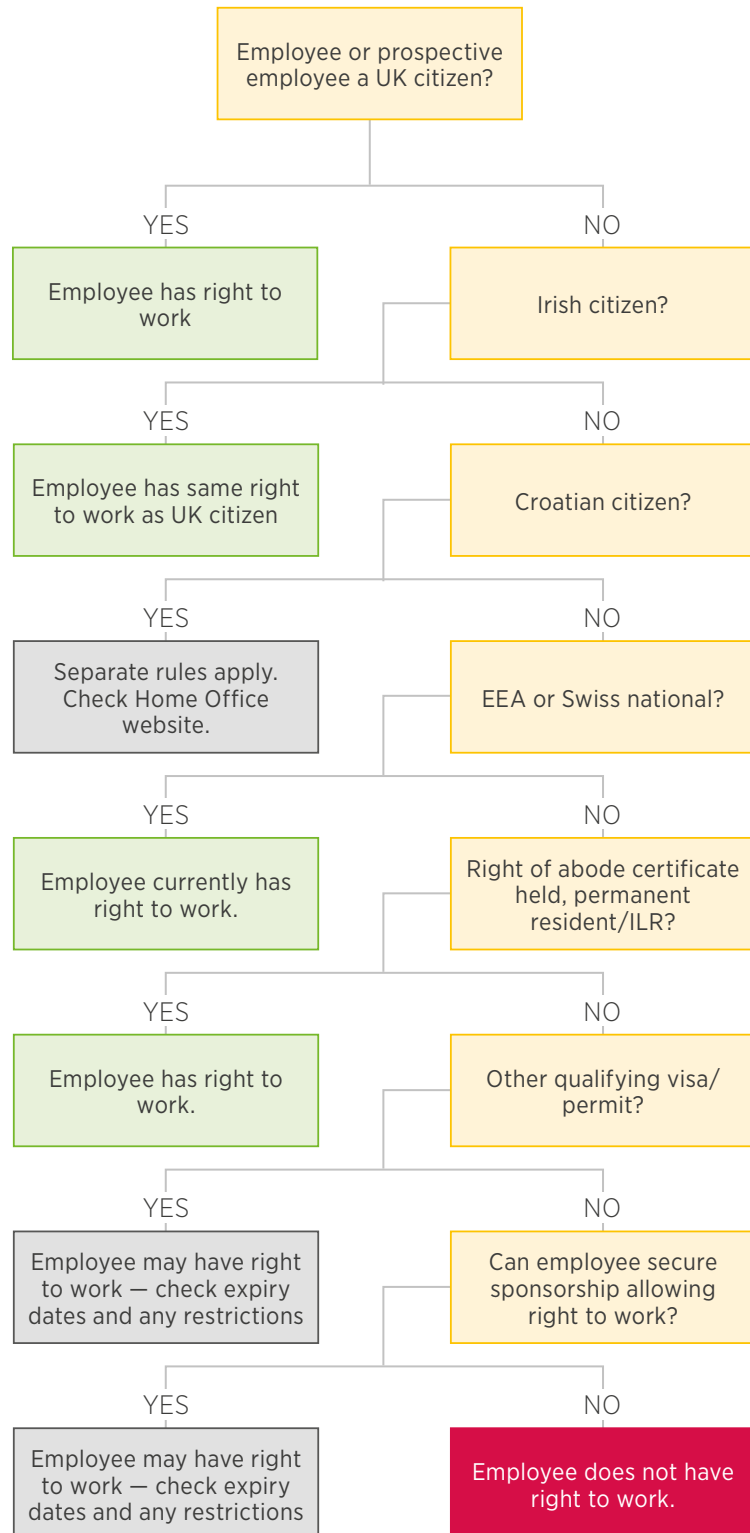 Employee or prospective
employee a UK citizen?
YES
NO
Employee has right to
work
Irish citizen?
YES
NO
Employee has same right
to work as UK citizen
Croatian citizen?
YES
NO
Separate rules apply.
Check Home Office
website.
EEA or Swiss national?
YES
NO
Employee currently has
right to work.
Right of abode certificate
held, permanent
resident/ILR?
YES
NO
Employee has right to
work.
Other qualifying visa/
permit?
YES
NO
Employee may have right
to work — check expiry
dates and any restrictions
Can employee secure
sponsorship allowing
right to work?
YES
NO
Employee may have right
to work — check expiry
dates and any restrictions
Employee does not have
right to work.